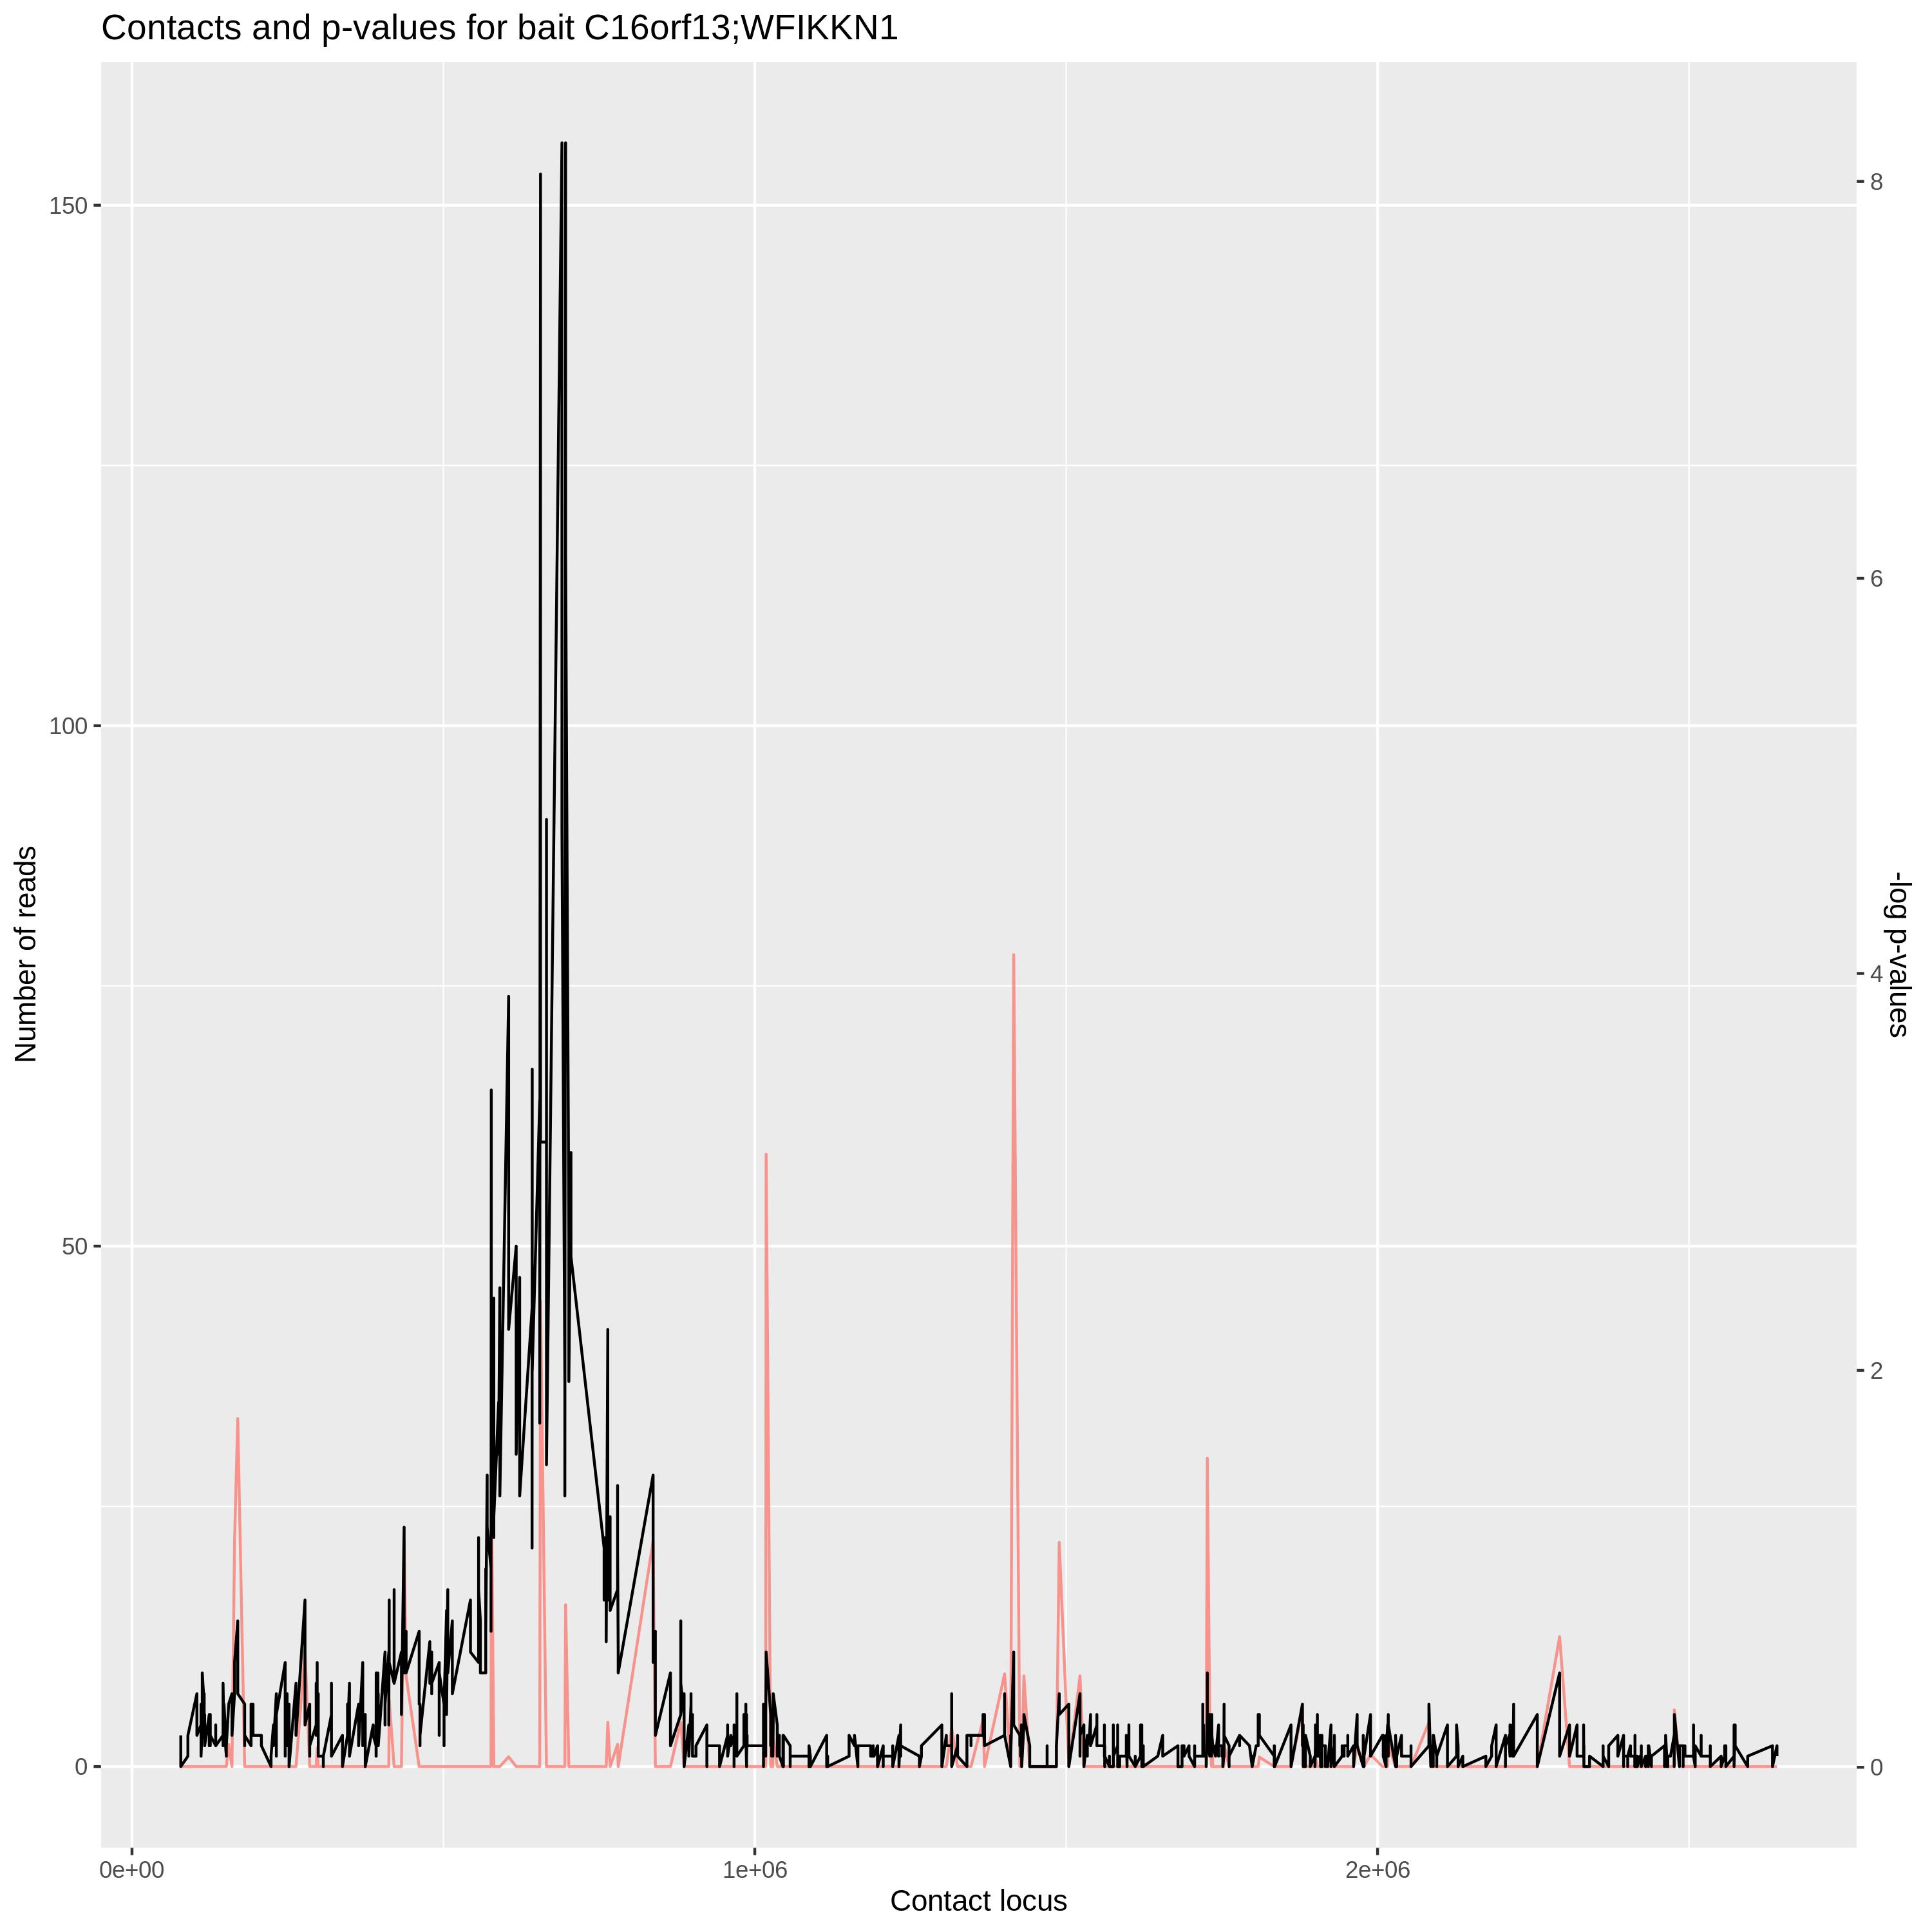 Contacts and p-values for bait C16orf13;WFIKKN1
150
100
50
0
Number of reads
8
6
4
2
0
-log p-values
0e+00
1e+06
2e+06
Contact locus